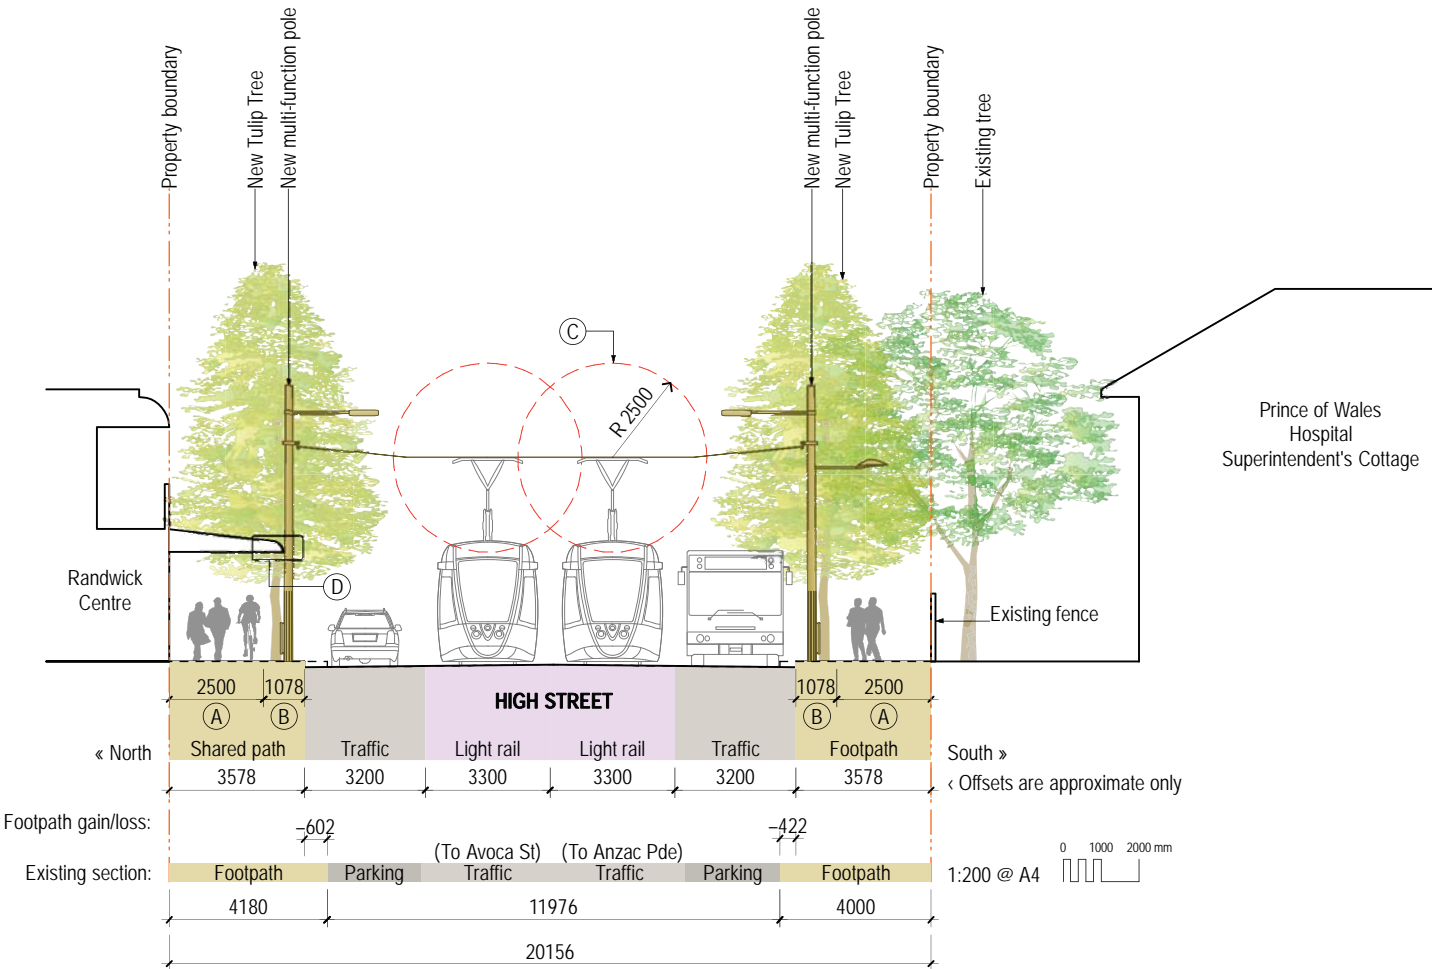 Property boundary
New Tulip Tree
New multi-function pole
New multi-function pole
New Tulip Tree
Property boundary
Existing tree
C
R 2500
Prince of Wales
Hospital
Superintendent's Cottage
Randwick
Centre
D
Existing fence
2500
1078
HIGH STREET
1078
2500
A
B
B
A
« North
Shared path
Traffic
Light rail
Light rail
Traffic
Footpath
South »
3578
3200
3300
3300
3200
3578
‹ Offsets are approximate only
Footpath gain/loss:
–602
–422
(To Avoca St)
(To Anzac Pde)
Existing section:
Footpath
Parking
Traffic
Traffic
Parking
Footpath
1:200 @ A4
0 1000 2000 mm
4180
11976
4000
20156